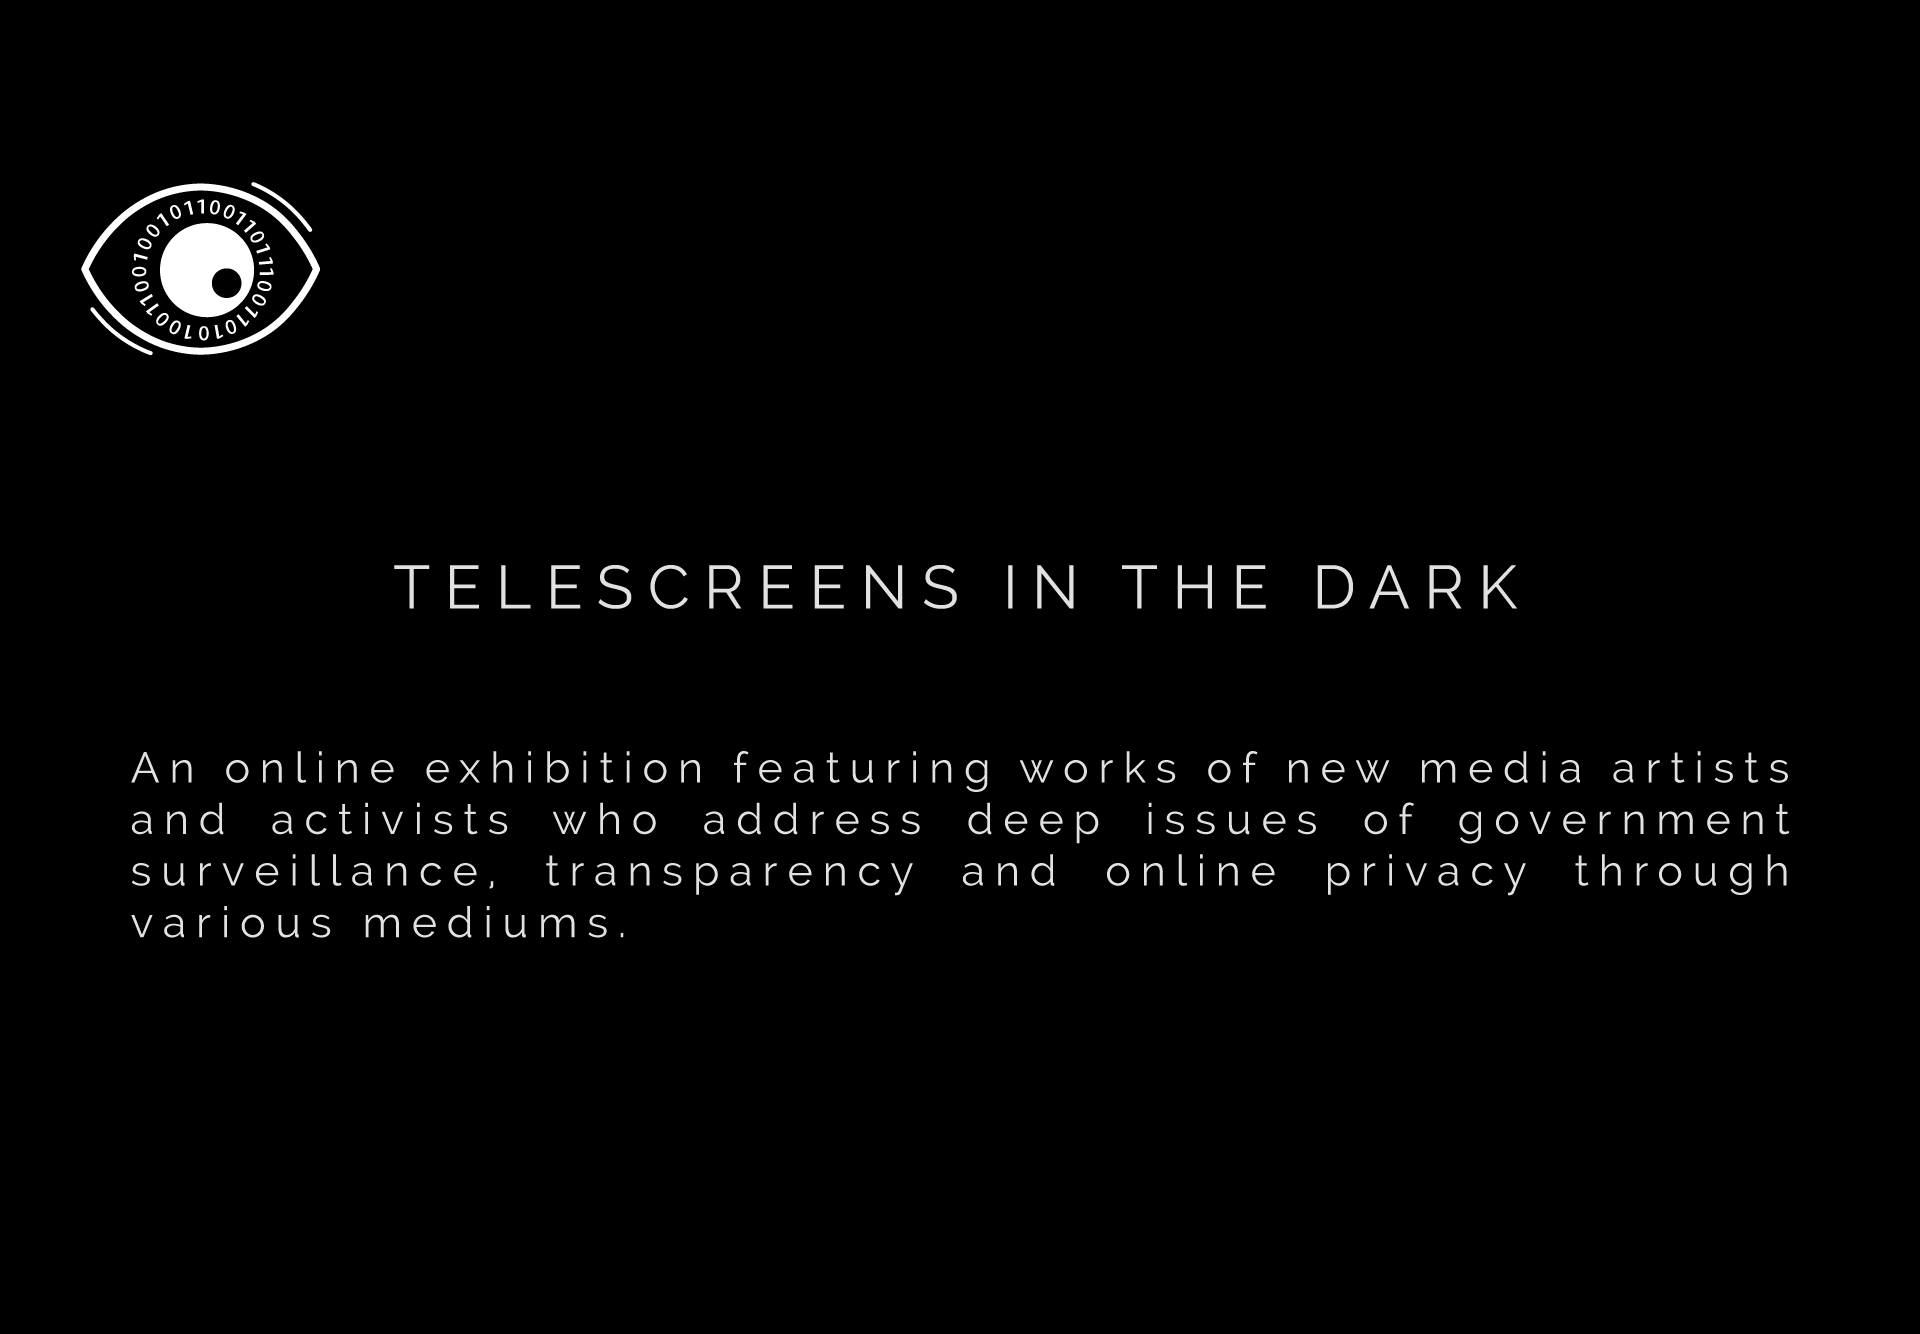 TELESCREENS IN THE DARK
An online exhibition featuring works of new media artists
and activists who address deep issues of government
surveillance, transparency and online privacy through
various mediums.